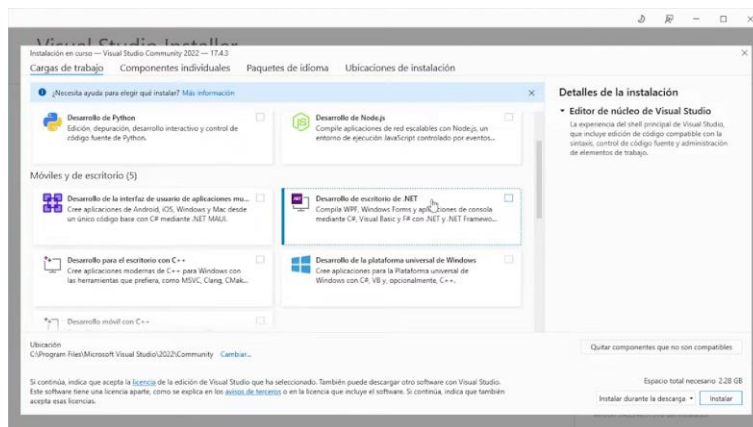 Visual Studio Installer
Instalación en curso — Visual Studio Community 2022 — 17.4.3
Cargas de trabajo Componentes individuales Paquetes de idioma Ubicaciones de instalación
¿Necesita ayuda para elegir qué instalar? Más información
Desarrollo de Python
Edición, depuración, desarrollo interactivo y control de
código fuente de Python.
Desarrollo de Node.js
Compile aplicaciones de red escalables con Node.js, un
entorno de ejecución JavaScript controlado por eventos...
Móviles y de escritorio (5)
Desarrollo de la interfaz de usuario de aplicaciones mu...
Cree aplicaciones de Android, iOS, Windows y Mac desde
un único código base con C# mediante .NET MAUI.
Desarrollo de escritorio de .NET
Compila WPF, Windows Forms y aplicaciones de consola
mediante C#, Visual Basic y F# con .NET y .NET Framewo...
Desarrollo para el escritorio con C++
Cree aplicaciones modernas de C++ para Windows con
las herramientas que prefiera, como MSVC, Clang, CMak...
Desarrollo de la plataforma universal de Windows
Cree aplicaciones para la Plataforma universal de
Windows con C#, VB y, opcionalmente, C++.
Desarrollo móvil con C++
Detalles de la instalación
Editor de núcleo de Visual Studio
La experiencia del shell principal de Visual Studio,
que incluye edición de código compatible con la
sintaxis, control de código fuente y administración
de elementos de trabajo.
Ubicación
C:\Program Files\Microsoft Visual Studio\2022\Community Cambiar...
Quitar componentes que no son compatibles
Si continúa, indica que acepta la licencia de la edición de Visual Studio que ha seleccionado. También puede descargar otro software con Visual Studio.
Este software tiene una licencia aparte, como se explica en los avisos de terceros o en la licencia que incluye el software. Si continúa, indica que también
acepta esas licencias.
Espacio total necesario 2.28 GB
Instalar durante la descarga Instalar